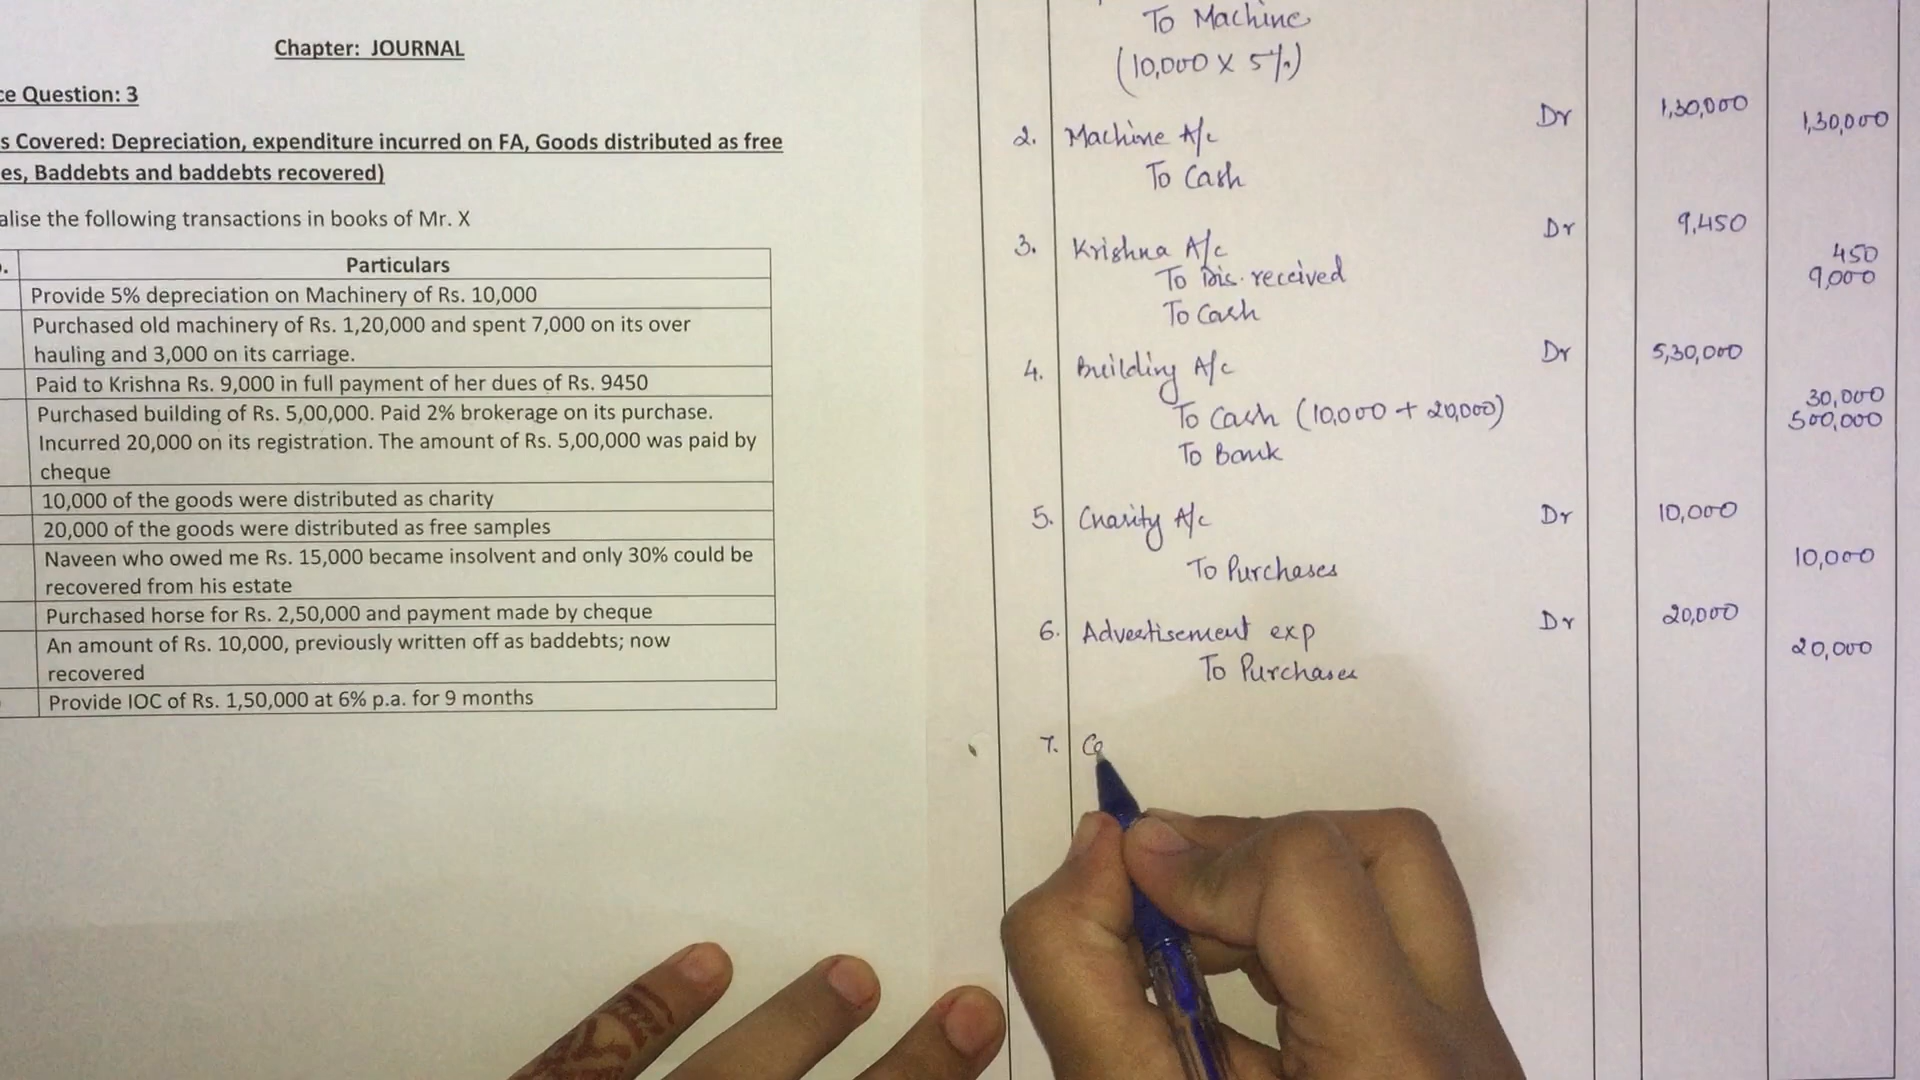 Chapter: JOURNAL
ce Question: 3
s Covered: Depreciation, expenditure incurred on FA, Goods distributed as free
es, Baddebts and baddebts recovered)
alise the following transactions in books of Mr. X
Particulars
Provide 5% depreciation on Machinery of Rs. 10,000
Purchased old machinery of Rs. 1,20,000 and spent 7,000 on its over
hauling and 3,000 on its carriage.
Paid to Krishna Rs. 9,000 in full payment of her dues of Rs. 9450
Purchased building of Rs. 5,00,000. Paid 2% brokerage on its purchase.
Incurred 20,000 on its registration. The amount of Rs. 5,00,000 was paid by
cheque
10,000 of the goods were distributed as charity
20,000 of the goods were distributed as free samples
Naveen who owed me Rs. 15,000 became insolvent and only 30% could be
recovered from his estate
Purchased horse for Rs. 2,50,000 and payment made by cheque
An amount of Rs. 10,000, previously written off as baddebts; now
recovered
Provide IOC of Rs. 1,50,000 at 6% p.a. for 9 months
To Machine
(10,000 X 5%)
2. Machine A/c Dr 1,30,000
To Cash 1,30,000
3. Krishna A/c Dr 9,450
To Dis. received 450
To Cash 9,000
4. Building A/c Dr 5,30,000
To Cash (10,000 + 20,000) 30,000
To Bank 500,000
5. Charity A/c Dr 10,000
To Purchases 10,000
6. Advertisement exp Dr 20,000
To Purchases 20,000
7. Ca